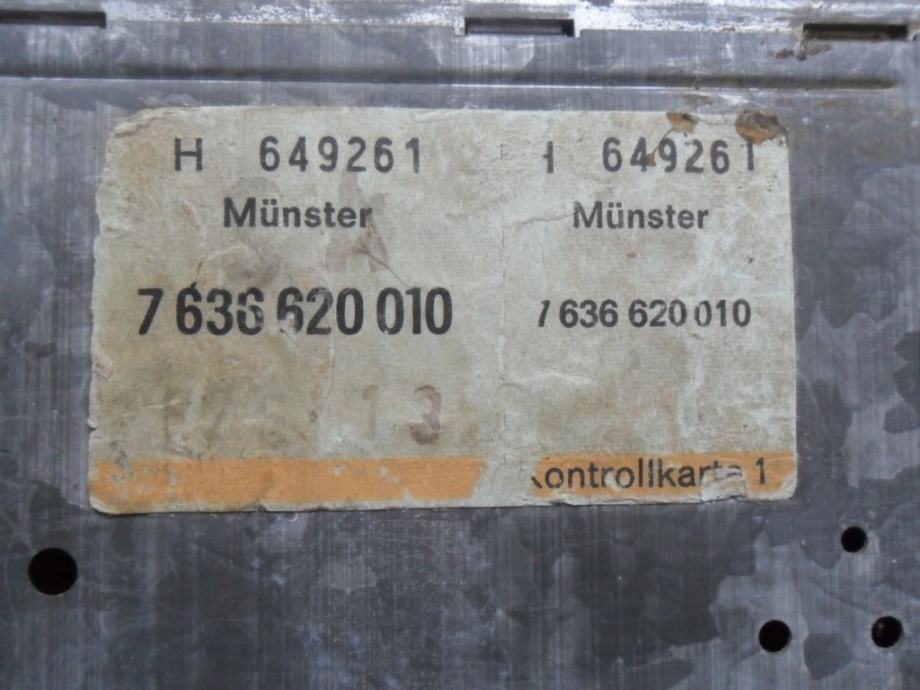 H 649261
Münster
7 636 620 010
13
649261
Münster
7 636 620 010
Kontrollkarte 1